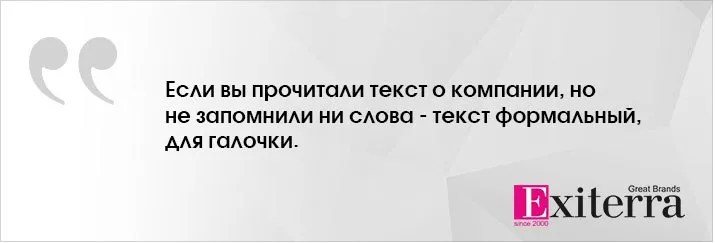 Если вы прочитали текст о компании, но
не запомнили ни слова - текст формальный,
для галочки.
Great Brands
Exiterra
since 2000